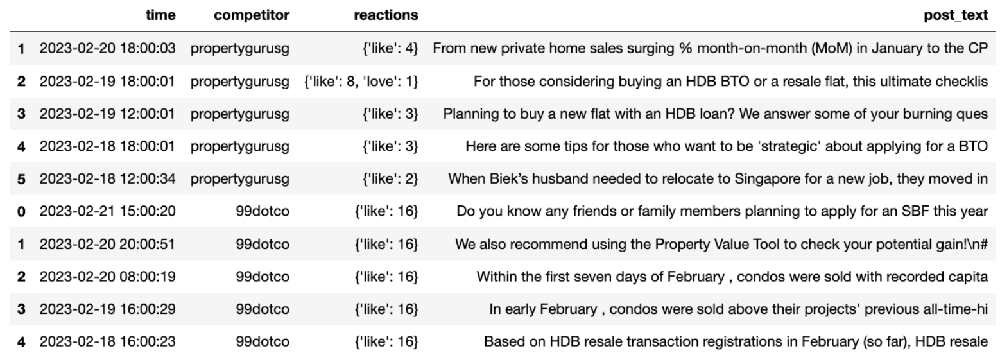 time competitor reactions post_text
1 2023-02-20 18:00:03 propertygurusg {'like': 4} From new private home sales surging % month-on-month (MoM) in January to the CP
2 2023-02-19 18:00:01 propertygurusg {'like': 8, 'love': 1} For those considering buying an HDB BTO or a resale flat, this ultimate checklis
3 2023-02-19 12:00:01 propertygurusg {'like': 3} Planning to buy a new flat with an HDB loan? We answer some of your burning ques
4 2023-02-18 18:00:01 propertygurusg {'like': 3} Here are some tips for those who want to be 'strategic' about applying for a BTO
5 2023-02-18 12:00:34 propertygurusg {'like': 2} When Biek’s husband needed to relocate to Singapore for a new job, they moved in
0 2023-02-21 15:00:20 99dotco {'like': 16} Do you know any friends or family members planning to apply for an SBF this year
1 2023-02-20 20:00:51 99dotco {'like': 16} We also recommend using the Property Value Tool to check your potential gain!\n#
2 2023-02-20 08:00:19 99dotco {'like': 16} Within the first seven days of February , condos were sold with recorded capita
3 2023-02-19 16:00:29 99dotco {'like': 16} In early February , condos were sold above their projects' previous all-time-hi
4 2023-02-18 16:00:23 99dotco {'like': 16} Based on HDB resale transaction registrations in February (so far), HDB resale